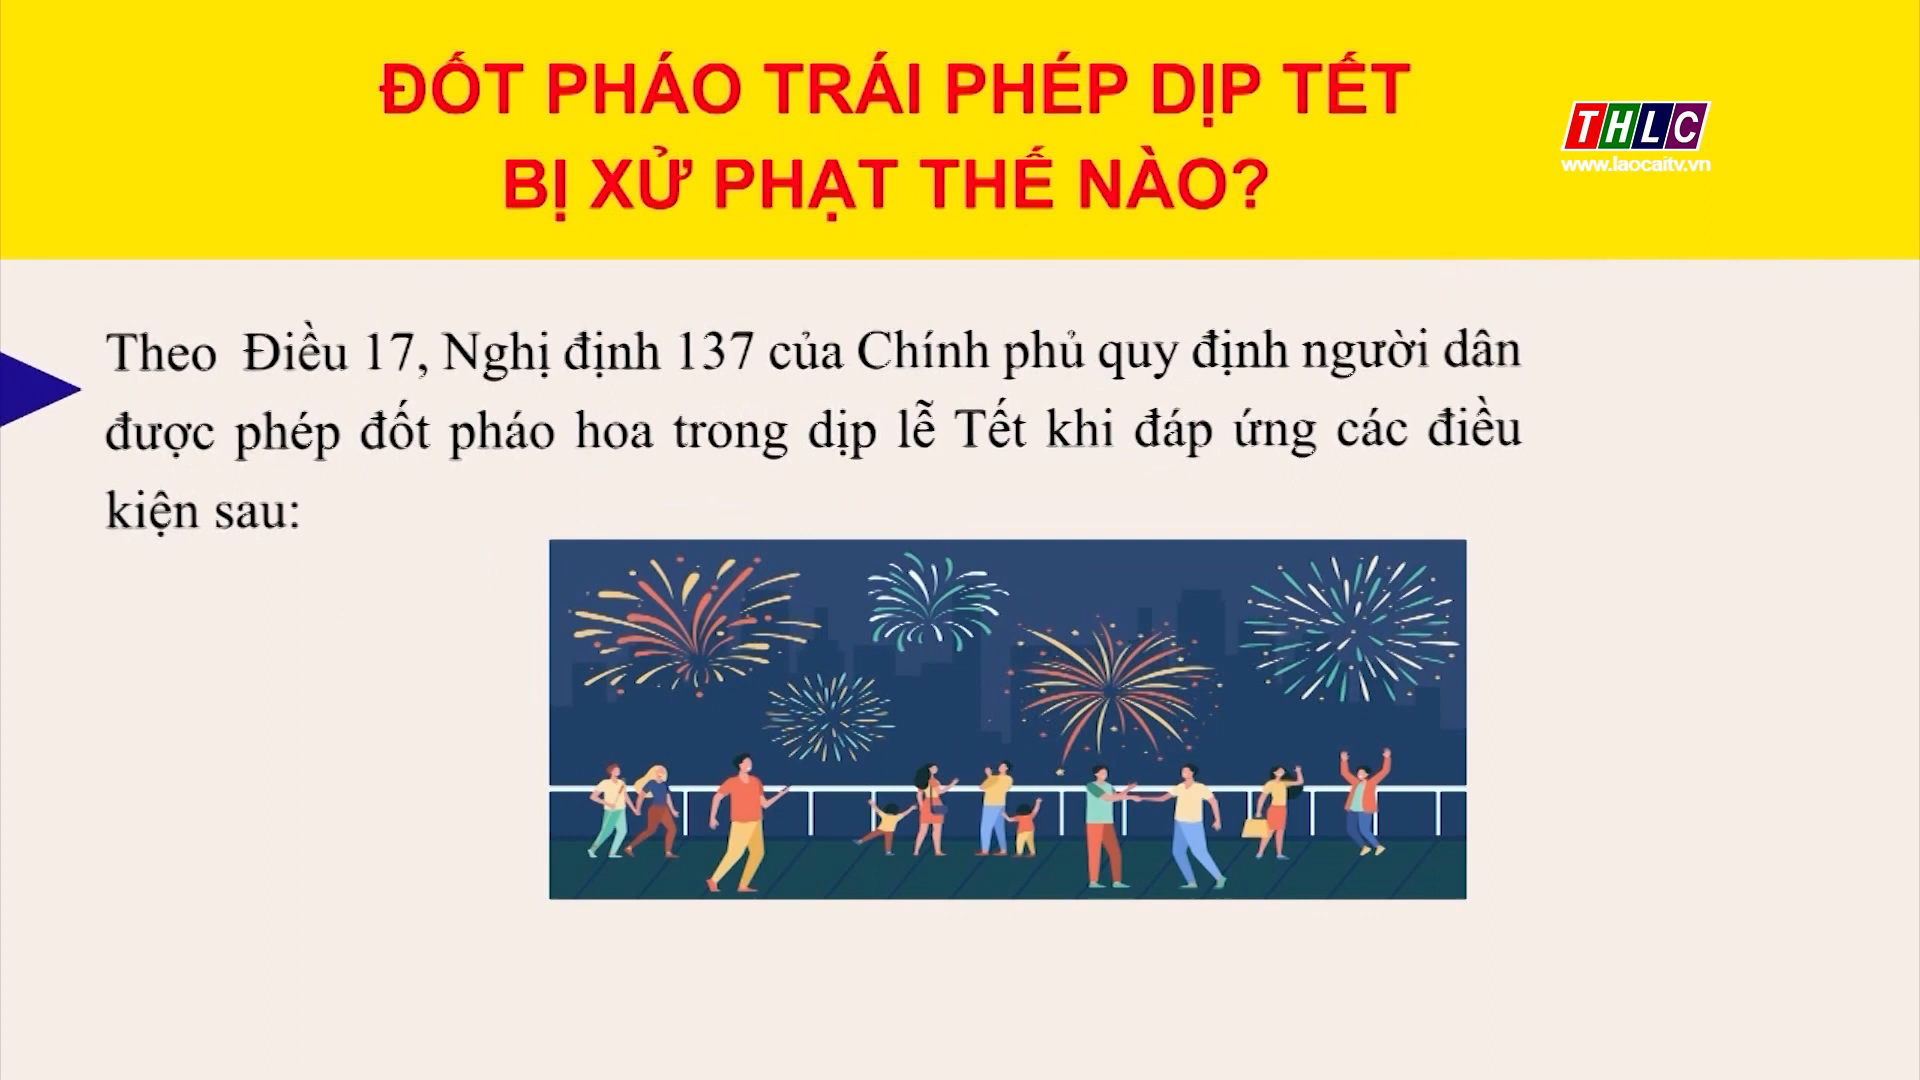 ĐỐT PHÁO TRÁI PHÉP DỊP TẾT
BỊ XỬ PHẠT THẾ NÀO?
THLC
www.laocaitv.vn
Theo Điều 17, Nghị định 137 của Chính phủ quy định người dân
được phép đốt pháo hoa trong dịp lễ Tết khi đáp ứng các điều
kiện sau: